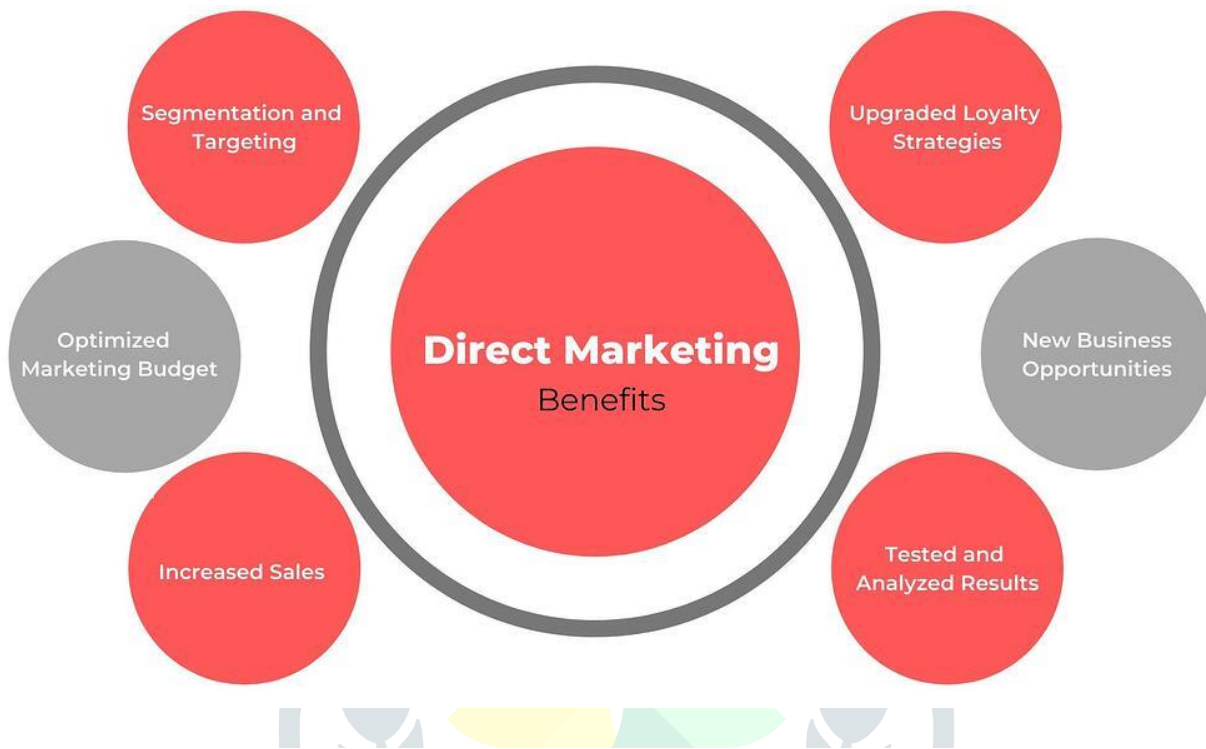 Segmentation and
Targeting
Upgraded Loyalty
Strategies
Optimized
Marketing Budget
Direct Marketing
Benefits
New Business
Opportunities
Increased Sales
Tested and
Analyzed Results